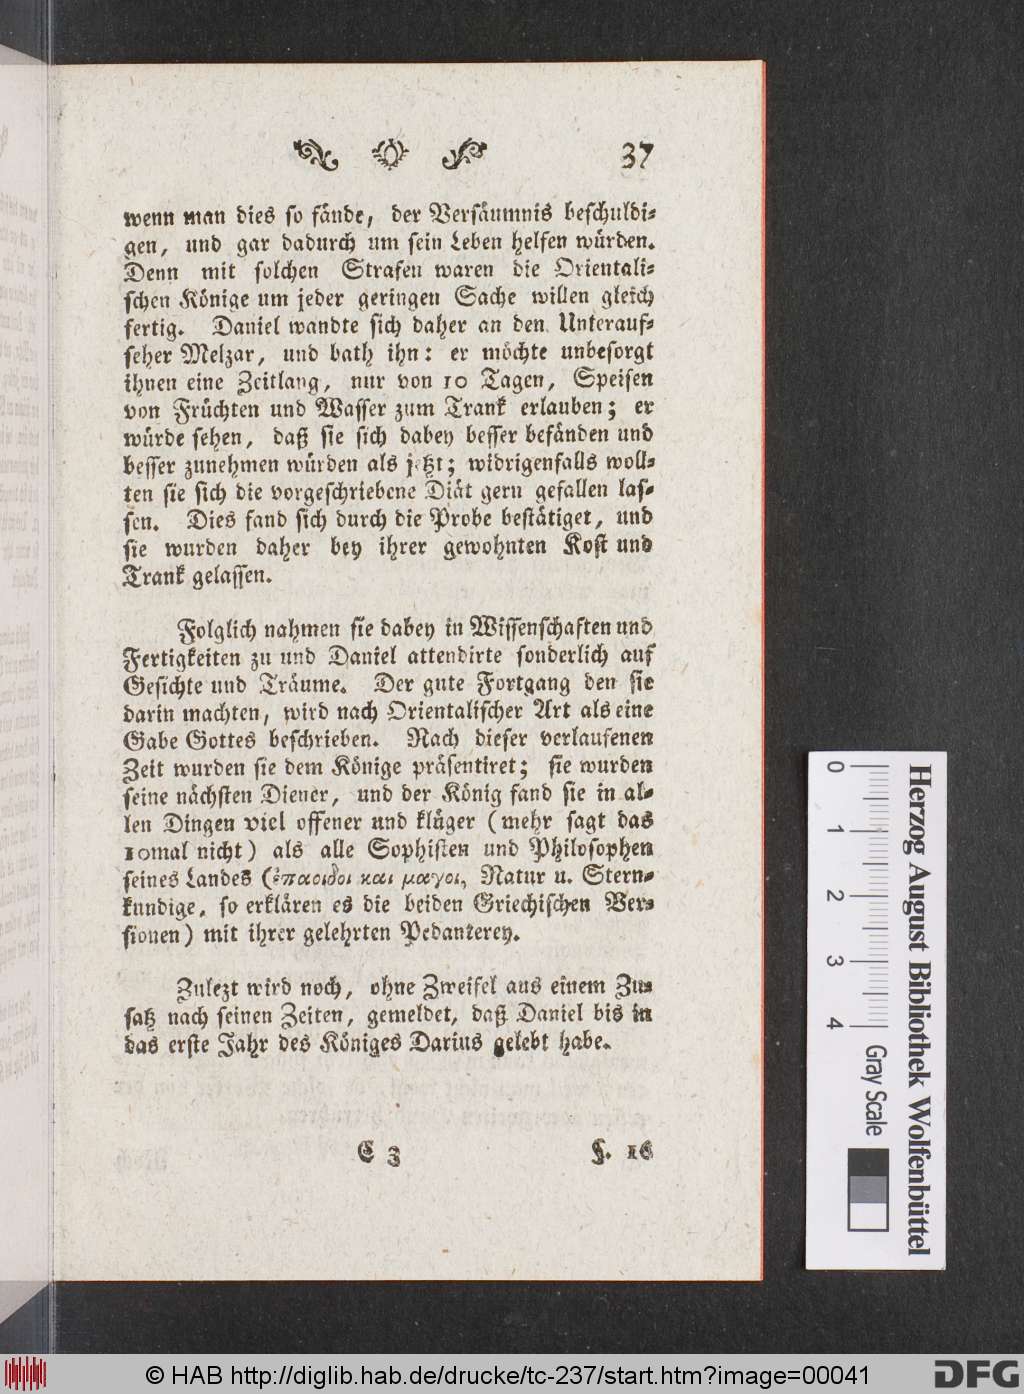 37
wenn man dies so fände, der Versäumnis beschuldi⸗
gen, und gar dadurch um sein Leben helfen würden.
Denn mit solchen Strafen waren die Orientali⸗
schen Könige um jeder geringen Sache willen gleich
fertig. Daniel wandte sich daher an den Unterauf⸗
seher Melzar, und bath ihn: er möchte unbesorgt
ihnen eine Zeitlang, nur von 10 Tagen, Speisen
von Früchten und Wasser zum Trank erlauben; er
würde sehen, daß sie sich dabey besser befänden und
besser zunehmen würden als jetzt; widrigenfalls woll⸗
ten sie sich die vorgeschriebene Diät gern gefallen las⸗
sen. Dies fand sich durch die Probe bestätiget, und
sie wurden daher bey ihrer gewohnten Kost und
Trank gelassen.
Folglich nahmen sie dabey in Wissenschaften und
Fertigkeiten zu und Daniel attendirte sonderlich auf
Gesichte und Träume. Der gute Fortgang den sie
darin machten, wird nach Orientalischer Art als eine
Gabe Gottes beschrieben. Nach dieser verlaufenen
Zeit wurden sie dem Könige präsentiret; sie wurden
seine nächsten Diener, und der König fand sie in al⸗
len Dingen viel offener und klüger (mehr sagt das
10mal nicht) als alle Sophisten und Philosophen
seines Landes (ἐπαοιδοι και μαγοι, Natur u. Stern⸗
kundige, so erklären es die beiden Griechischen Ver⸗
sionen) mit ihrer gelehrten Pedanterey.
Zulezt wird noch, ohne Zweifel aus einem Zu⸗
satz nach seinen Zeiten, gemeldet, daß Daniel bis in
das erste Jahr des Königes Darius gelebt habe.
C 3 §. 16
0 1 2 3 4
Gray Scale
Herzog August Bibliothek Wolfenbüttel
© HAB http://diglib.hab.de/drucke/tc-237/start.htm?image=00041
DFG